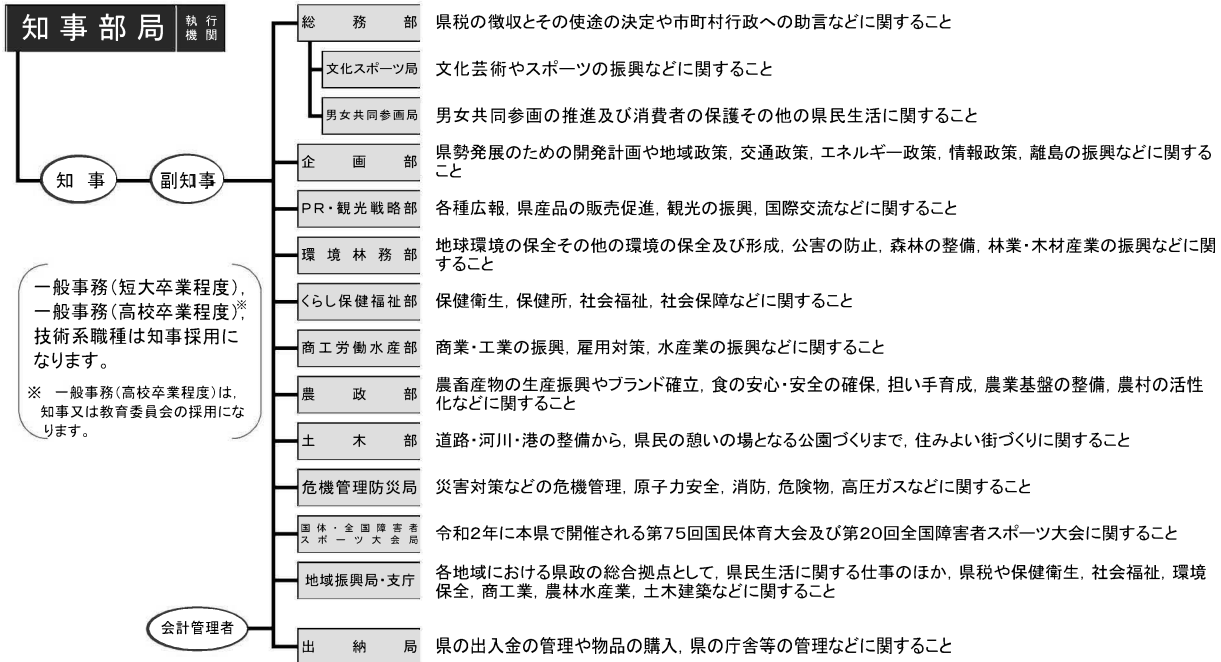 知事部局 執行機関
総務部 県税の徴収とその使途の決定や市町村行政への助言などに関すること
文化スポーツ局 文化芸術やスポーツの振興などに関すること
男女共同参画局 男女共同参画の推進及び消費者の保護その他の県民生活に関すること
知事
副知事
企画部 県勢発展のための開発計画や地域政策，交通政策，エネルギー政策，情報政策，離島の振興などに関する
こと
PR・観光戦略部 各種広報，県産品の販売促進，観光の振興，国際交流などに関すること
環境林務部 地球環境の保全その他の環境の保全及び形成，公害の防止，森林の整備，林業・木材産業の振興などに関
すること
くらし保健福祉部 保健衛生，保健所，社会福祉，社会保障などに関すること
商工労働水産部 商業・工業の振興，雇用対策，水産業の振興などに関すること
農政部 農畜産物の生産振興やブランド確立，食の安心・安全の確保，担い手育成，農業基盤の整備，農村の活性
化などに関すること
土木部 道路・河川・港の整備から，県民の憩いの場となる公園づくりまで，住みよい街づくりに関すること
危機管理防災局 災害対策などの危機管理，原子力安全，消防，危険物，高圧ガスなどに関すること
国体・全国障害者
スポーツ大会局 令和2年に本県で開催される第75回国民体育大会及び第20回全国障害者スポーツ大会に関すること
地域振興局・支庁 各地域における県政の総合拠点として，県民生活に関する仕事のほか，県税や保健衛生，社会福祉，環境
保全，商工業，農林水産業，土木建築などに関すること
会計管理者
出納局 県の出入金の管理や物品の購入，県の庁舎等の管理などに関すること
一般事務（短大卒業程度），
一般事務（高校卒業程度）※，
技術系職種は知事採用に
なります。
※ 一般事務（高校卒業程度）は，
知事又は教育委員会の採用にな
ります。